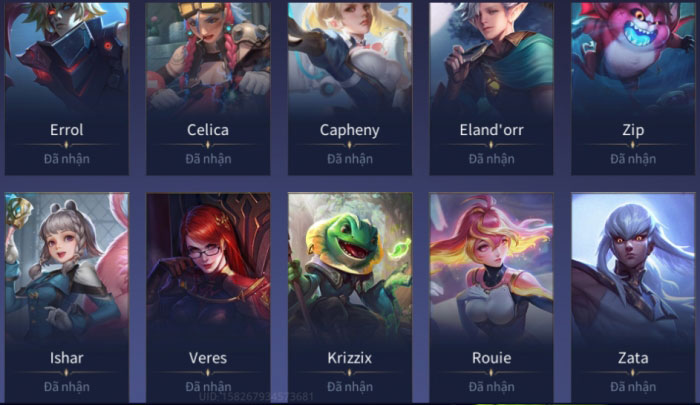 Errol Celica Capheny Eland'orr Zip
Đã nhận Đã nhận Đã nhận Đã nhận Đã nhận
Ishar Veres Krizzix Rouie Zata
Đã nhận Đã nhận Đã nhận Đã nhận Đã nhận
UID: 158267934573681